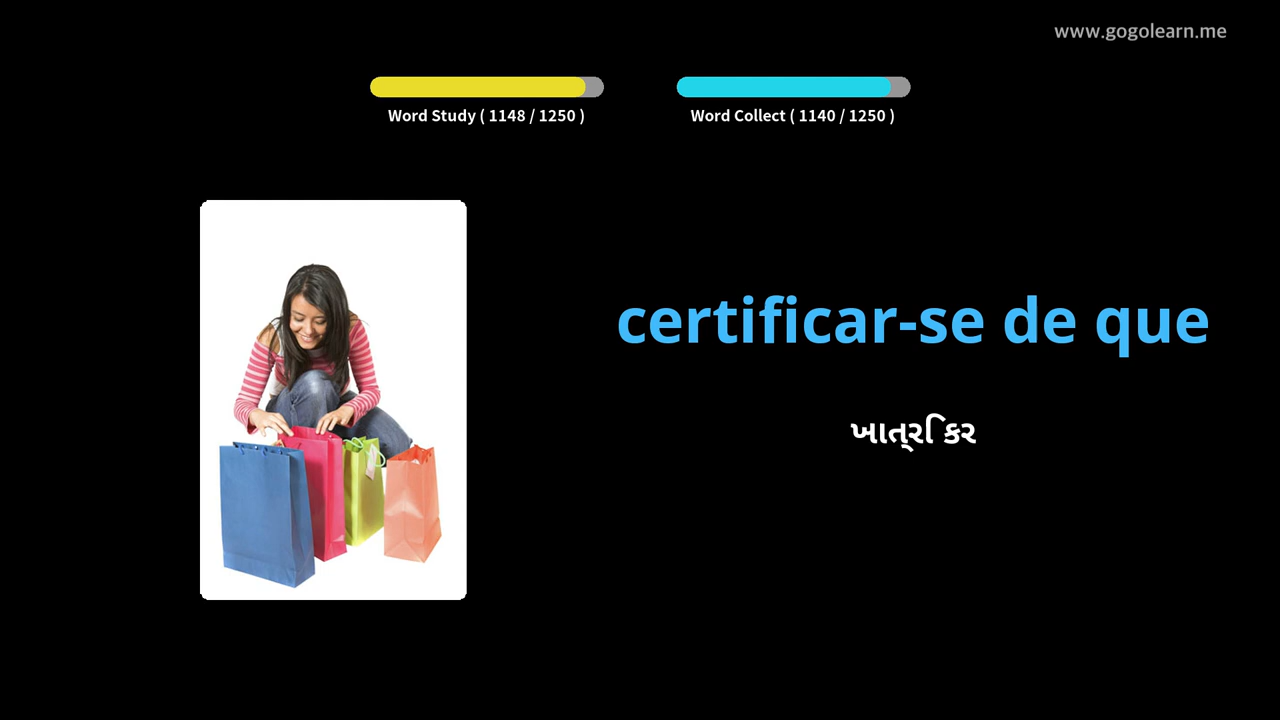 www.gogolearn.me
Word Study ( 1148 / 1250 )
Word Collect ( 1140 / 1250 )
certificar-se de que
ખાત્રિ કર